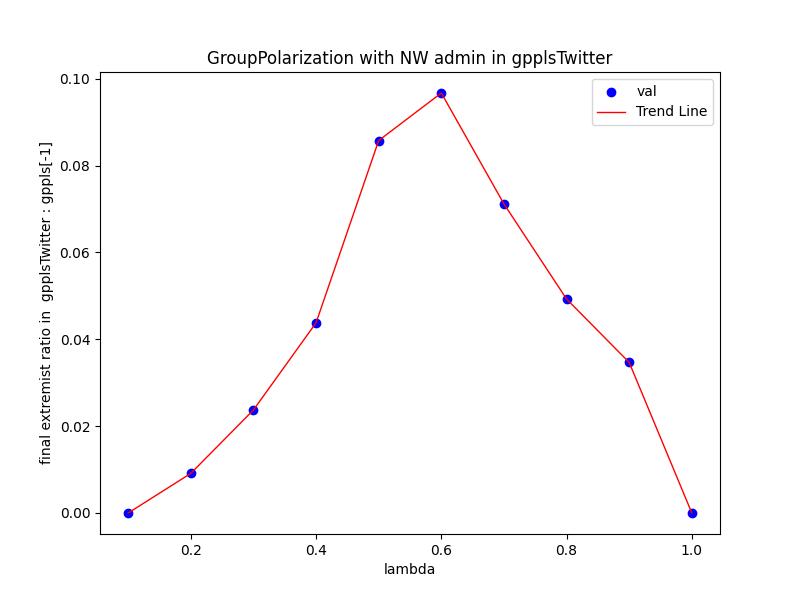 GroupPolarization with NW admin in gpplsTwitter
val
Trend Line
final extremist ratio in  gpplsTwitter : gppls[-1]
0.10
0.08
0.06
0.04
0.02
0.00
0.2 0.4 0.6 0.8 1.0
lambda